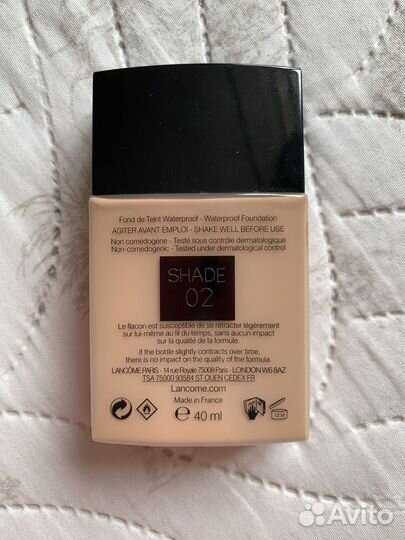 Fond de Teint Waterproof - Waterproof Foundation
AGITER AVANT EMPLOI - SHAKE WELL BEFORE USE
Non comédogène - Testé sous contrôle dermatologique
Non-comedogenic - Tested under dermatological control
SHADE
02
Le flacon est susceptible de se rétracter légèrement
sur lui-même au fil du temps, sans aucun impact
sur la qualité de la formule.
If the bottle slightly contracts over time,
there is no impact on the quality of the formula.
LANCÔME PARIS - 14 rue Royale 75008 Paris - LONDON W6 8AZ
TSA 75000 93584 ST OUEN CEDEX FR
Lancome.com
Made in France
e 40 ml
12 M
Avito